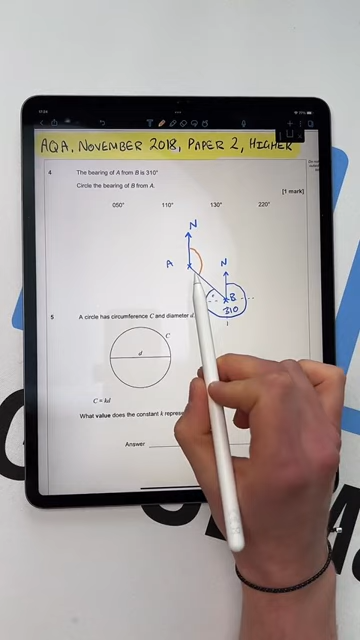 AQA, NOVEMBER 2018, PAPER 2, HIGHER
4 The bearing of A from B is 310°
Circle the bearing of B from A.
[1 mark]
050° 110° 130° 220°
N
A
N
B
310
5 A circle has circumference C and diameter d
C
d
C = kd
What value does the constant k represe
Answer